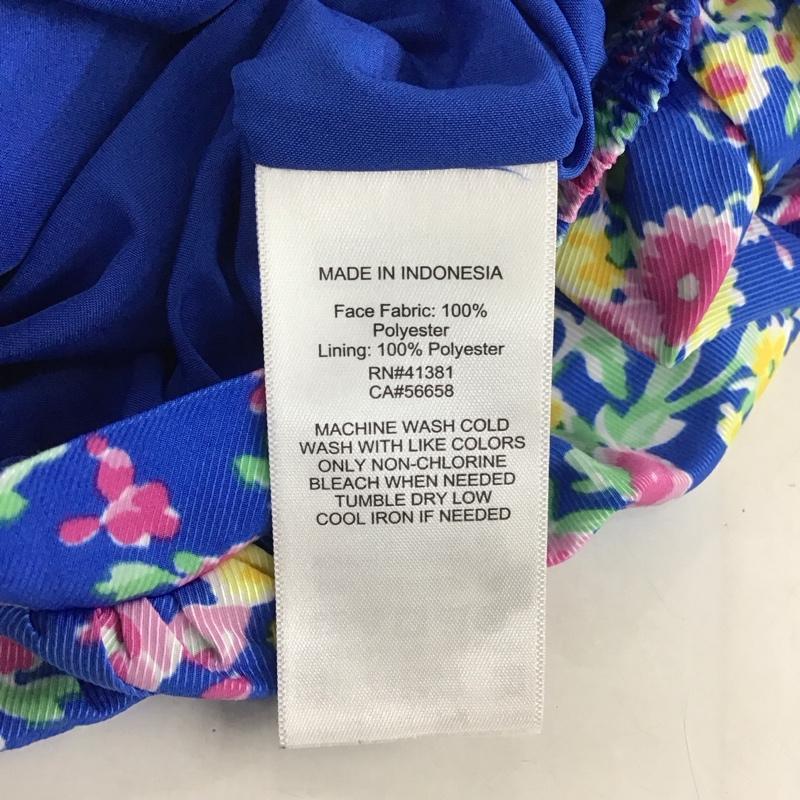 MADE IN INDONESIA
Face Fabric: 100%
Polyester
Lining: 100% Polyester
RN#41381
CA#56658
MACHINE WASH COLD
WASH WITH LIKE COLORS
ONLY NON-CHLORINE
BLEACH WHEN NEEDED
TUMBLE DRY LOW
COOL IRON IF NEEDED